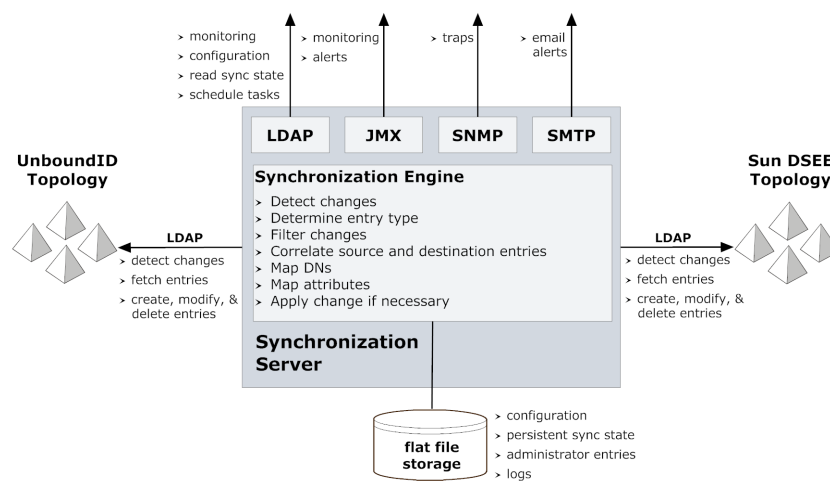 > monitoring
> configuration
> read sync state
> schedule tasks
> monitoring
> alerts
> traps
> email
alerts
LDAP
JMX
SNMP
SMTP
UnboundID
Topology
Synchronization Engine
> Detect changes
> Determine entry type
> Filter changes
> Correlate source and destination entries
> Map DNs
> Map attributes
> Apply change if necessary
Sun DSEE
Topology
LDAP
> detect changes
> fetch entries
> create, modify, &
delete entries
LDAP
> detect changes
> fetch entries
> create, modify, &
delete entries
Synchronization
Server
flat file
storage
> configuration
> persistent sync state
> administrator entries
> logs